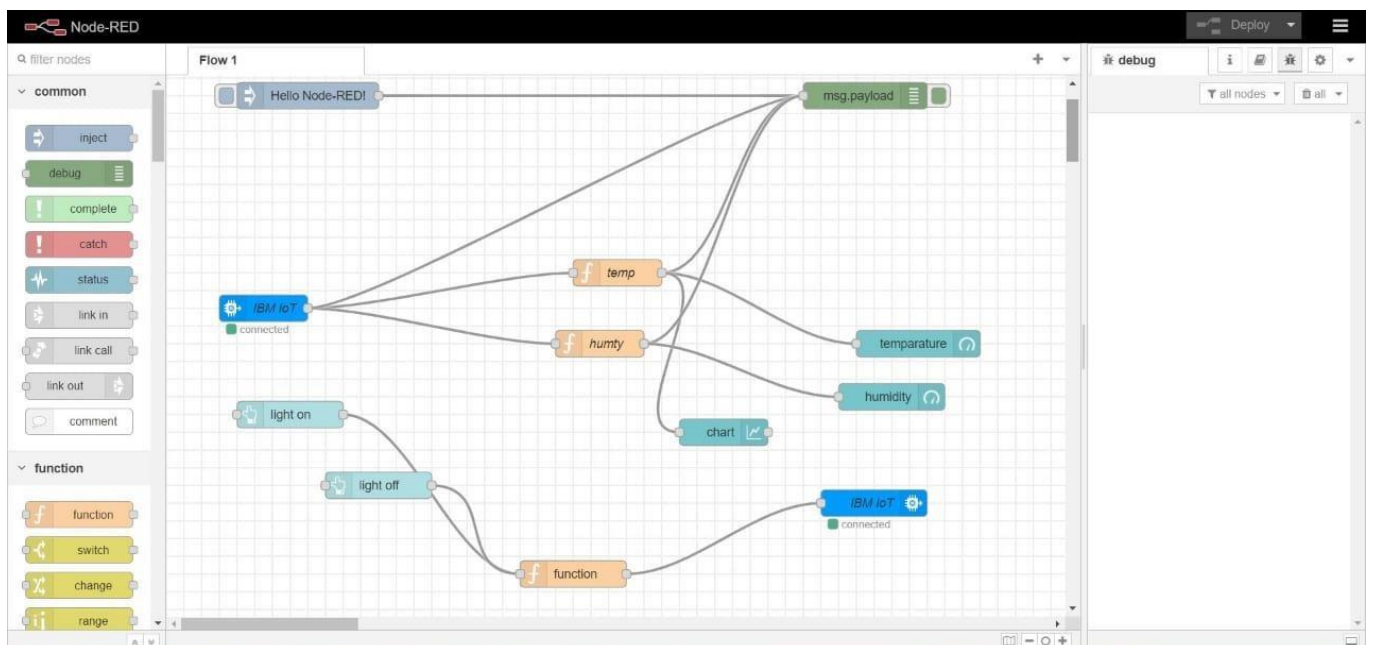 Node-RED
Deploy
filter nodes
Flow 1
debug
i
all nodes
all
common
inject
debug
complete
catch
status
link in
link call
link out
comment
function
function
switch
change
range
Hello Node-RED!
msg.payload
temp
IBM IoT
connected
humty
temparature
humidity
light on
chart
light off
IBM IoT
connected
function